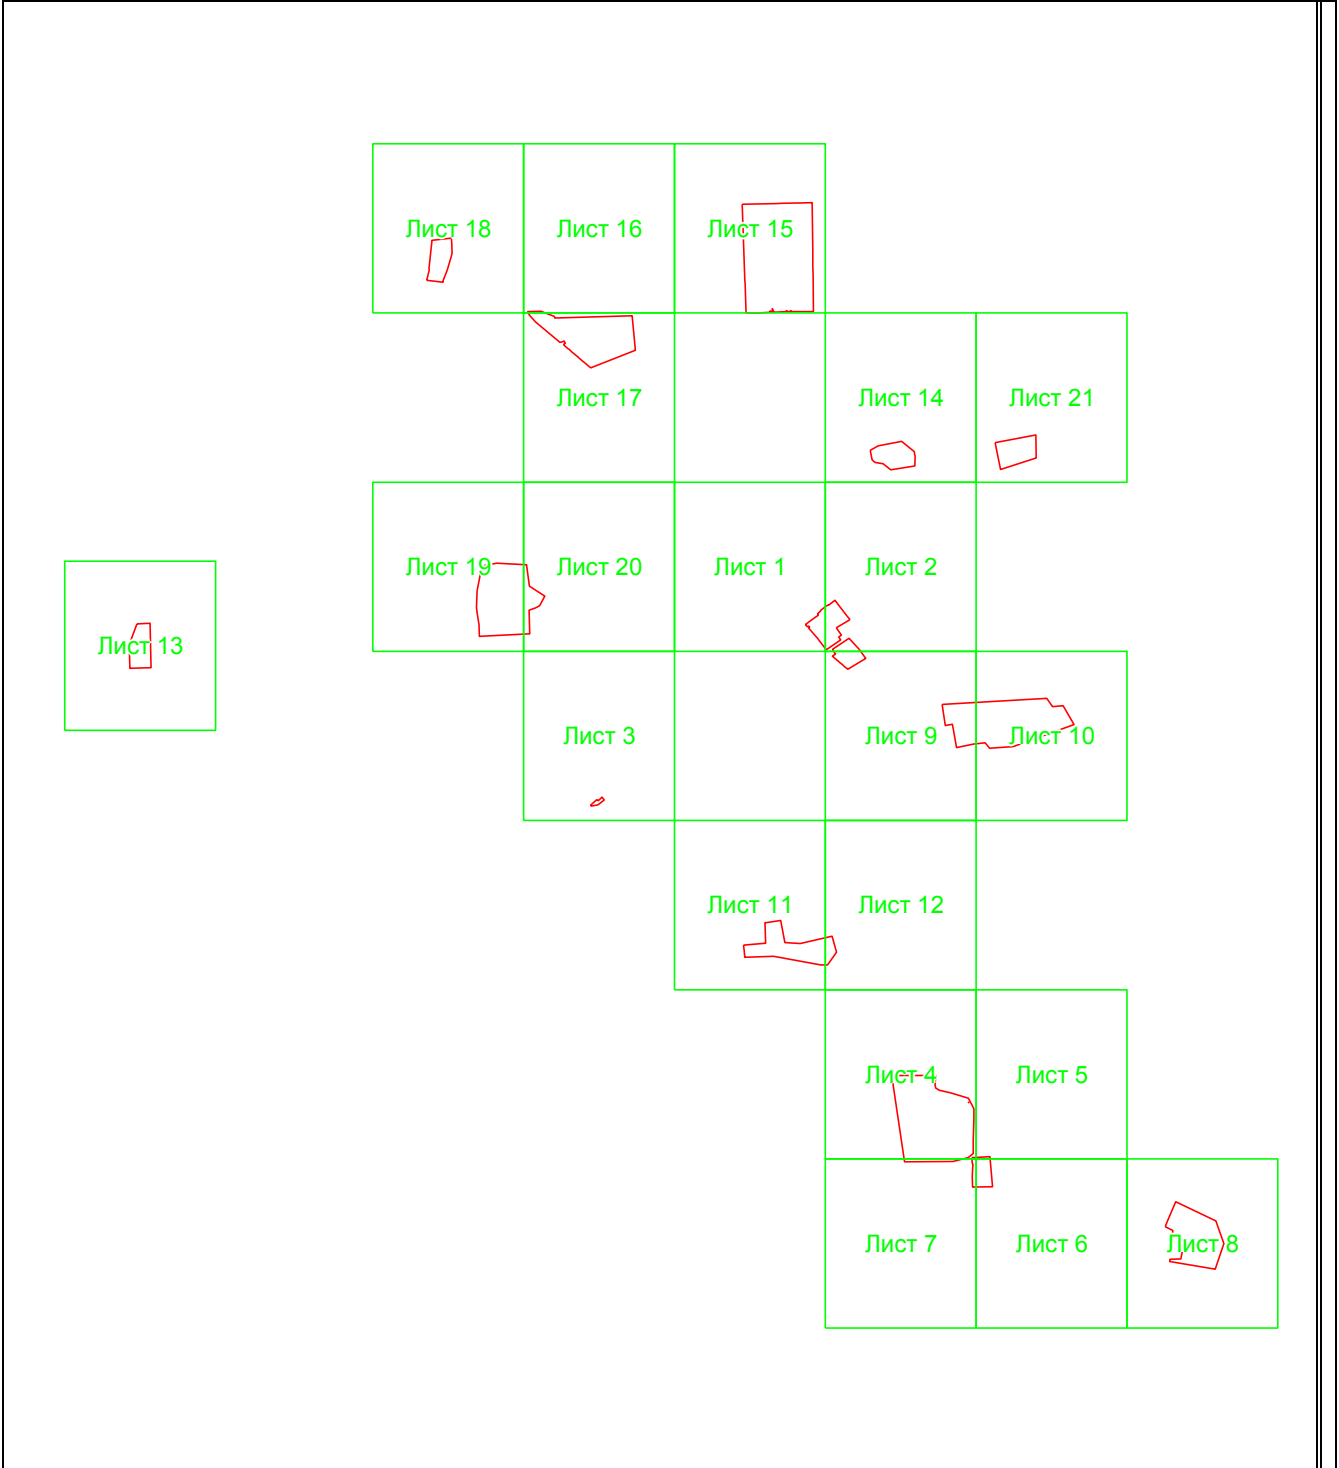 Лист 18
Лист 16
Лист 15
Лист 17
Лист 14
Лист 21
Лист 19
Лист 20
Лист 1
Лист 2
Лист 13
Лист 3
Лист 9
Лист 10
Лист 11
Лист 12
Лист 4
Лист 5
Лист 7
Лист 6
Лист 8